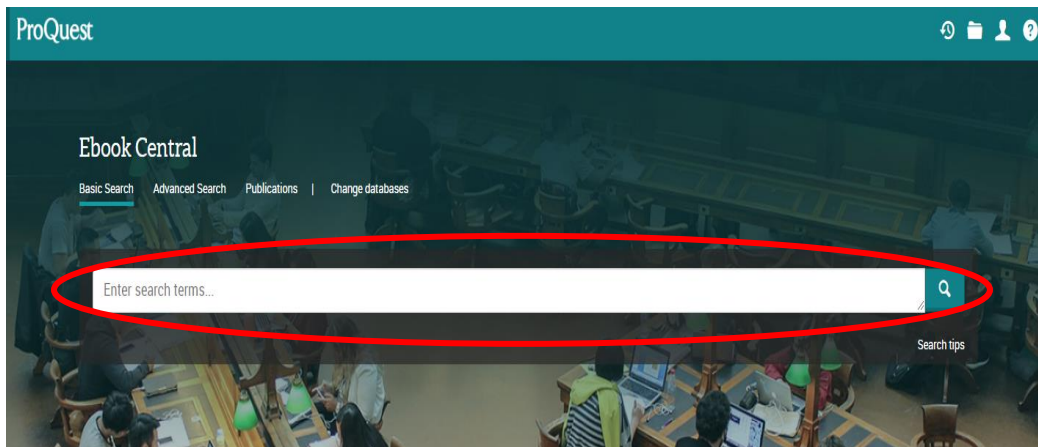 ProQuest
Ebook Central
Basic Search Advanced Search Publications | Change databases
Enter search terms...
Search tips